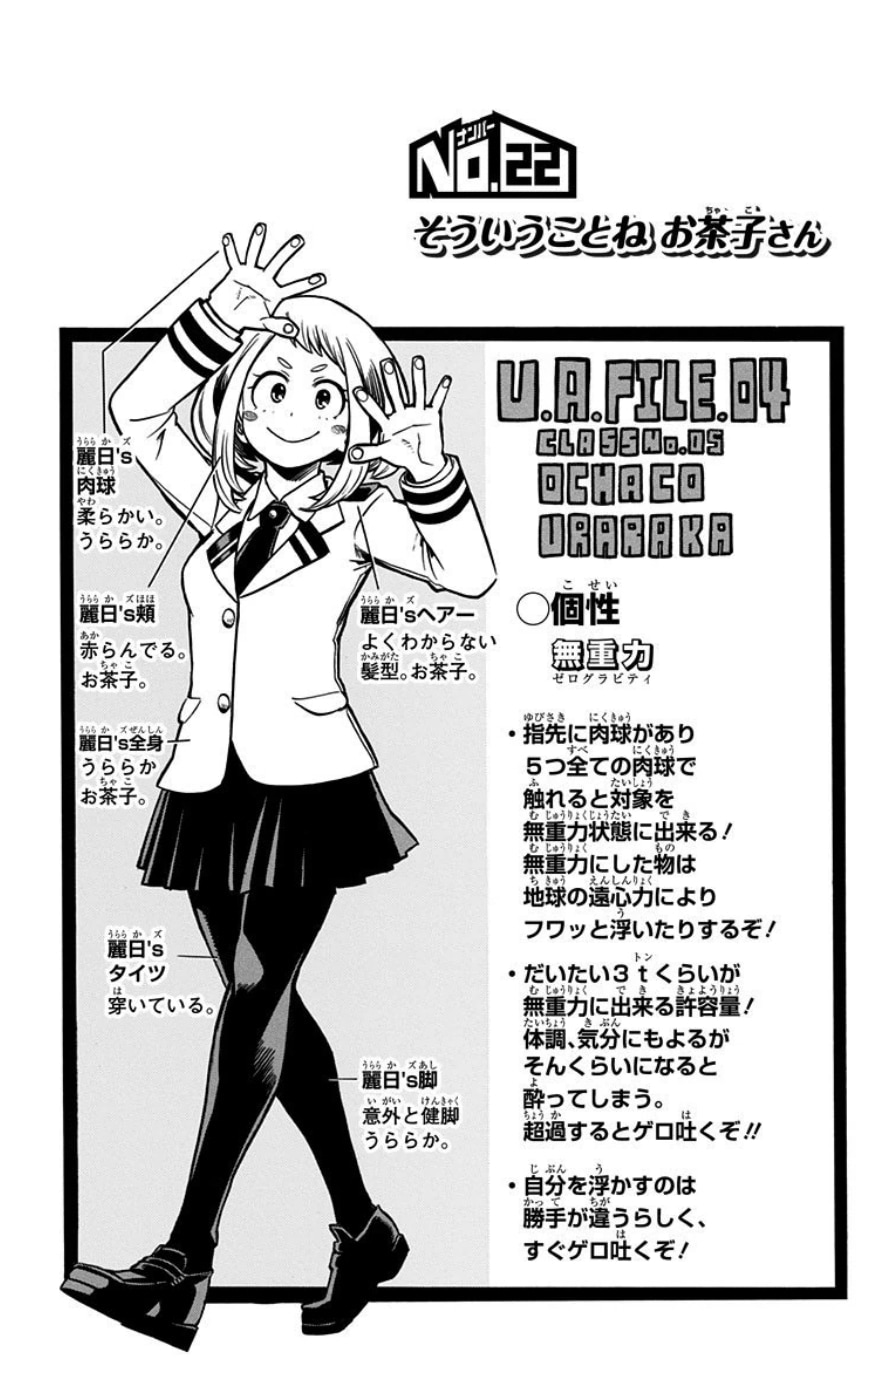 No.22
ナンバー
そういうことね お茶子さん
U.A.FILE.04
CLASS No.05
OCHACO
URARAKA
麗日's
肉球
柔らかい。
うららか。
麗日's頬
赤らんでる。
お茶子。
麗日'sヘアー
よくわからない
髪型。お茶子。
麗日's全身
うららか
お茶子。
麗日's
タイツ
穿いている。
麗日's脚
意外と健脚
うららか。
○個性
無重力
ゼログラビティ
・指先に肉球があり
5つ全ての肉球で
触れると対象を
無重力状態に出来る!
無重力にした物は
地球の遠心力により
フワッと浮いたりするぞ!
・だいたい3tくらいが
無重力に出来る許容量!
体調、気分にもよるが
そんくらいになると
酔ってしまう。
超過するとゲロ吐くぞ!!
・自分を浮かすのは
勝手が違うらしく、
すぐゲロ吐くぞ!